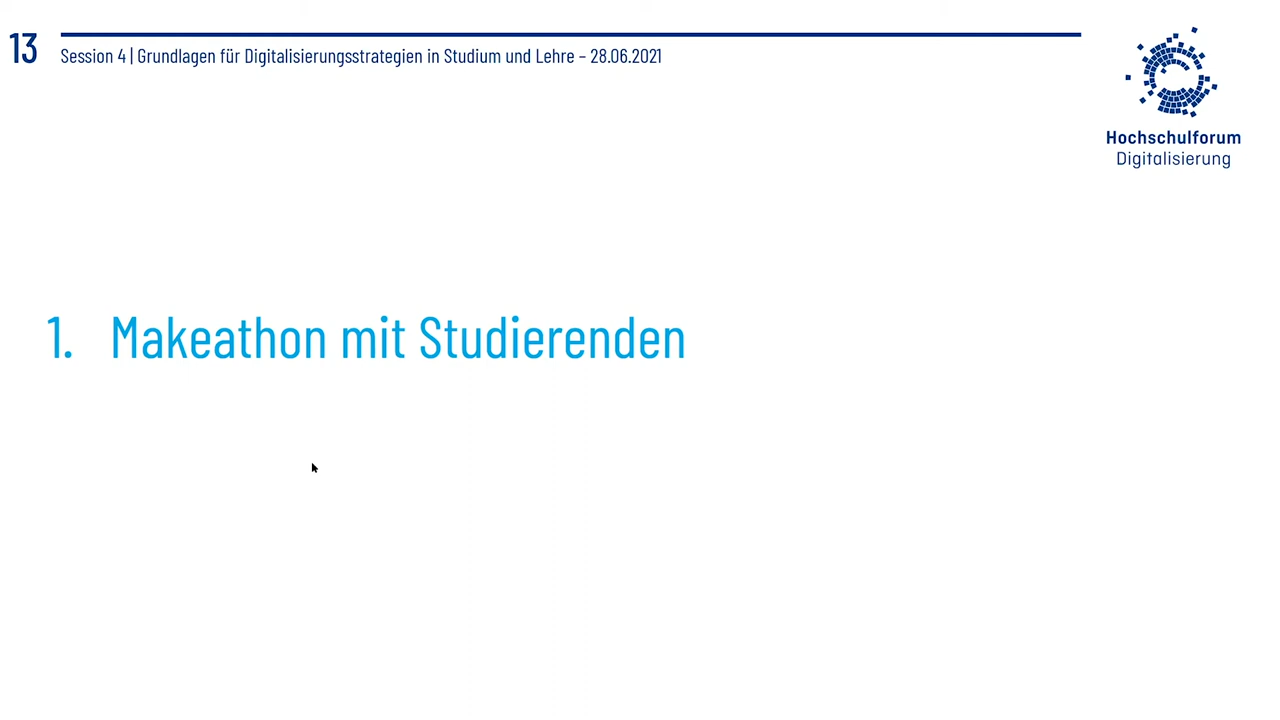 13
Session 4 | Grundlagen für Digitalisierungsstrategien in Studium und Lehre – 28.06.2021
Hochschulforum
Digitalisierung
1. Makeathon mit Studierenden